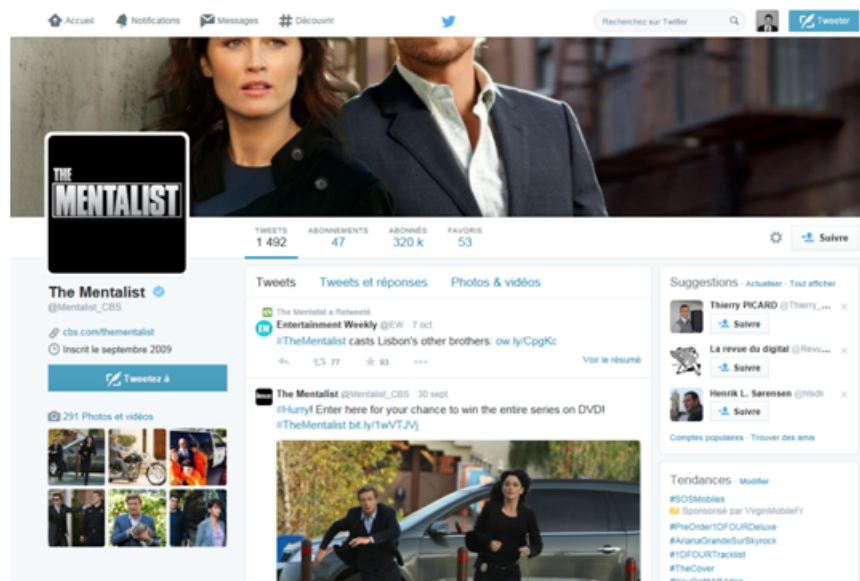 Accueil Notifications Messages Découvrir Recherchez sur Twitter Tweeter
THE
MENTALIST
TWEETS ABONNEMENTS ABONNÉS FAVORIS
1 492 47 320 k 53
Suivre
The Mentalist
@Mentalist_CBS
cbs.com/thementalist
Inscrit le septembre 2009
Tweetez à
291 Photos et vidéos
Tweets Tweets et réponses Photos & vidéos
The Mentalist a Retweeté
EW Entertainment Weekly @EW · 7 oct.
#TheMentalist casts Lisbon's other brothers: ow.ly/CpgKc
77 93 Voir le résumé
The Mentalist @Mentalist_CBS · 30 sept.
#Hurry! Enter here for your chance to win the entire series on DVD!
#TheMentalist bit.ly/1wVTJVj
Suggestions · Actualiser · Tout afficher
Thierry PICARD @Thierry_...
Suivre
La revue du digital @Revu...
Suivre
Henrik L. Sørensen @hlsdk
Suivre
Comptes populaires · Trouver des amis
Tendances · Modifier
#SOSMobiles
Sponsorisé par VirginMobileFr
#PreOrder1DFOURDeluxe
#ArianaGrandeSurSkyrock
#1DFOURTracklist
#TheCover